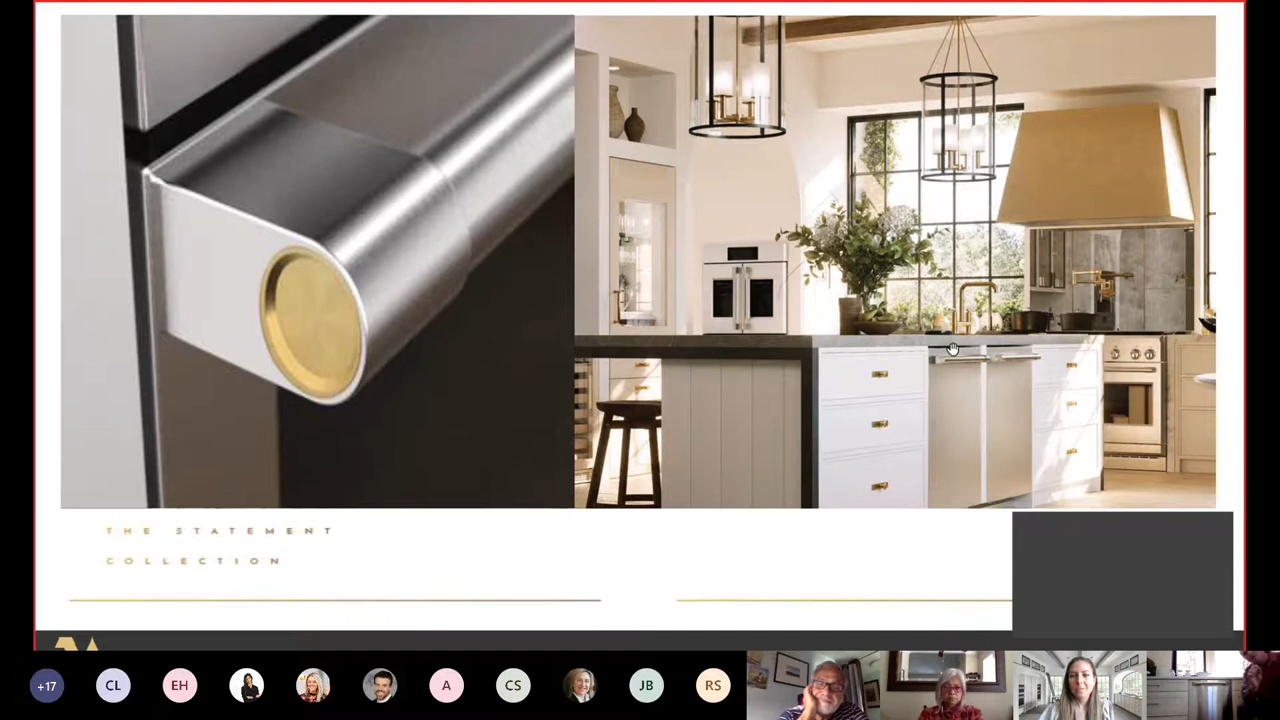 THE STATEMENT
COLLECTION
+17
CL
EH
A
CS
JB
RS